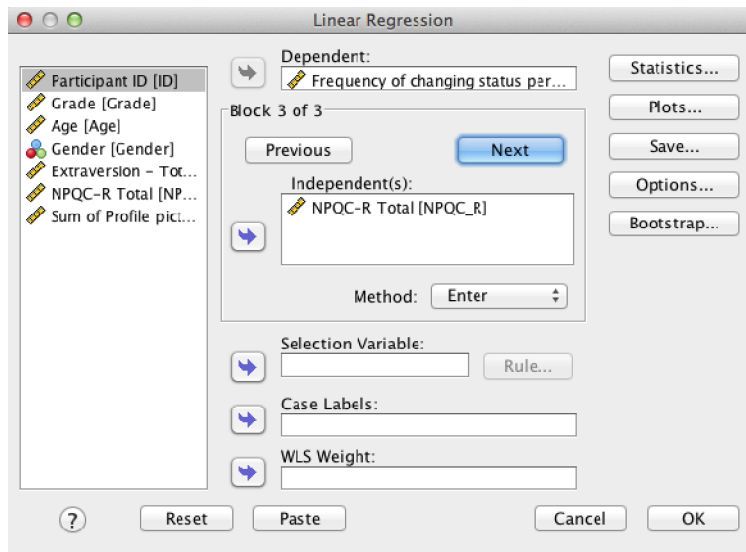 Linear Regression
Participant ID [ID]
Grade [Grade]
Age [Age]
Gender [Gender]
Extraversion – Tot...
NPQC-R Total [NP...
Sum of Profile pict...
Dependent:
Frequency of changing status per...
Block 3 of 3
Previous
Next
Independent(s):
NPQC-R Total [NPQC_R]
Method:
Enter
Selection Variable:
Rule...
Case Labels:
WLS Weight:
Statistics...
Plots...
Save...
Options...
Bootstrap...
?
Reset
Paste
Cancel
OK